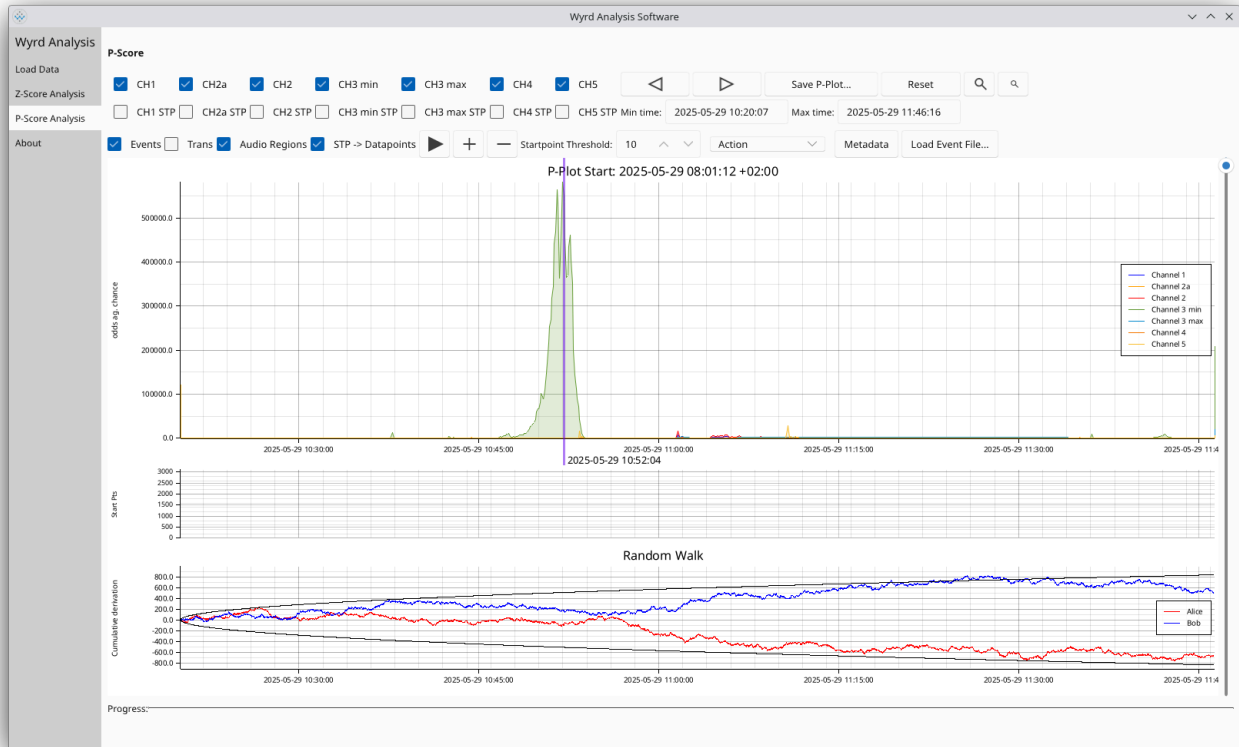 Wyrd Analysis Software
Wyrd Analysis
Load Data
Z-Score Analysis
P-Score Analysis
About
P-Score
CH1 CH2a CH2 CH3 min CH3 max CH4 CH5 Save P-Plot... Reset
CH1 STP CH2a STP CH2 STP CH3 min STP CH3 max STP CH4 STP CH5 STP Min time: 2025-05-29 10:20:07 Max time: 2025-05-29 11:46:16
Events Trans Audio Regions STP -> Datapoints Startpoint Threshold: 10 Action Metadata Load Event File...
P-Plot Start: 2025-05-29 08:01:12 +02:00
odds ag. chance
500000.0
400000.0
300000.0
200000.0
100000.0
0.0
Channel 1
Channel 2a
Channel 2
Channel 3 min
Channel 3 max
Channel 4
Channel 5
2025-05-29 10:30:00 2025-05-29 10:45:00 2025-05-29 11:00:00 2025-05-29 11:15:00 2025-05-29 11:30:00 2025-05-29 11:4
2025-05-29 10:52:04
Start Pts
3000
2500
2000
1500
1000
500
0
Random Walk
Cumulative derivation
800.0
600.0
400.0
200.0
0.0
-200.0
-400.0
-600.0
-800.0
Alice
Bob
2025-05-29 10:30:00 2025-05-29 10:45:00 2025-05-29 11:00:00 2025-05-29 11:15:00 2025-05-29 11:30:00 2025-05-29 11:4
Progress: